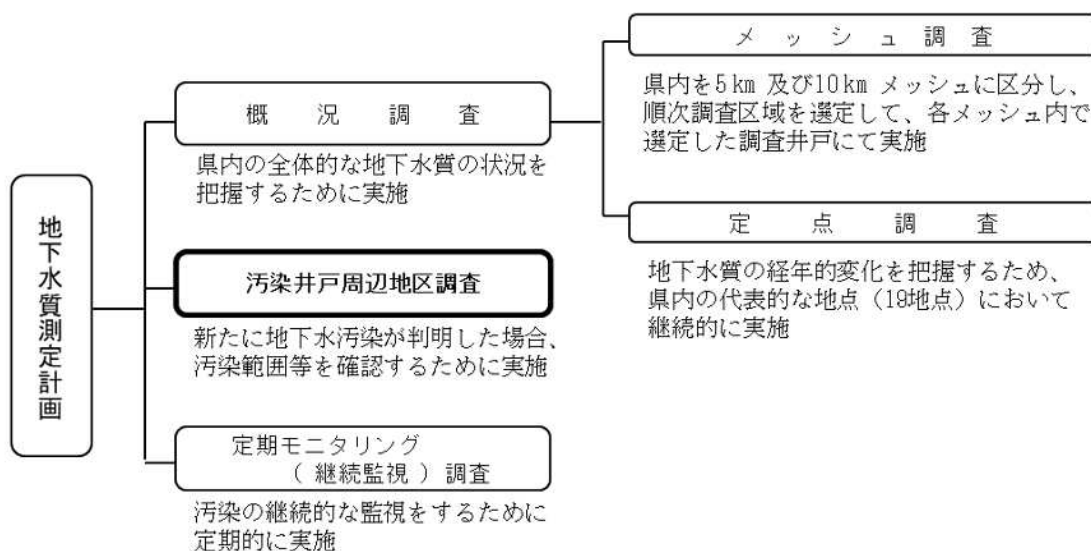 地下水質測定計画
概況調査
県内の全体的な地下水質の状況を
把握するために実施
メッシュ調査
県内を5km 及び10km メッシュに区分し、
順次調査区域を選定して、各メッシュ内で
選定した調査井戸にて実施
定点調査
地下水質の経年的変化を把握するため、
県内の代表的な地点（19地点）において
継続的に実施
汚染井戸周辺地区調査
新たに地下水汚染が判明した場合、
汚染範囲等を確認するために実施
定期モニタリング
（ 継続監視 ）調査
汚染の継続的な監視をするために
定期的に実施